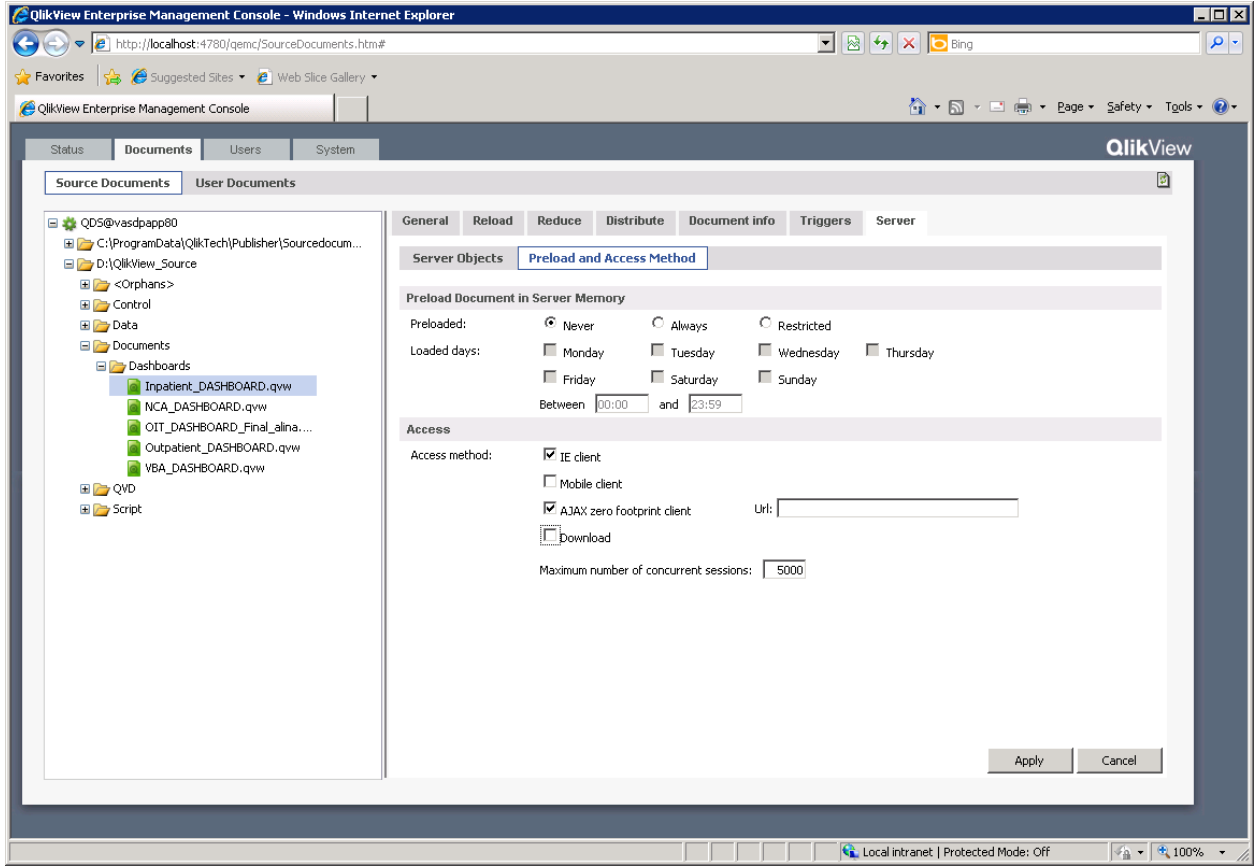 QlikView Enterprise Management Console - Windows Internet Explorer
http://localhost:4780/qemc/SourceDocuments.htm#
Bing
Favorites Suggested Sites Web Slice Gallery
QlikView Enterprise Management Console
Page Safety Tools
Status Documents Users System
QlikView
Source Documents User Documents
QDS@vasdpapp80
C:\ProgramData\QlikTech\Publisher\Sourcedocum...
D:\QlikView_Source
<Orphans>
Control
Data
Documents
Dashboards
Inpatient_DASHBOARD.qvw
NCA_DASHBOARD.qvw
OIT_DASHBOARD_Final_alina....
Outpatient_DASHBOARD.qvw
VBA_DASHBOARD.qvw
QVD
Script
General Reload Reduce Distribute Document info Triggers Server
Server Objects Preload and Access Method
Preload Document in Server Memory
Preloaded: Never Always Restricted
Loaded days: Monday Tuesday Wednesday Thursday
Friday Saturday Sunday
Between 00:00 and 23:59
Access
Access method: IE client
Mobile client
AJAX zero footprint client Url:
Download
Maximum number of concurrent sessions: 5000
Apply Cancel
Local intranet | Protected Mode: Off 100%